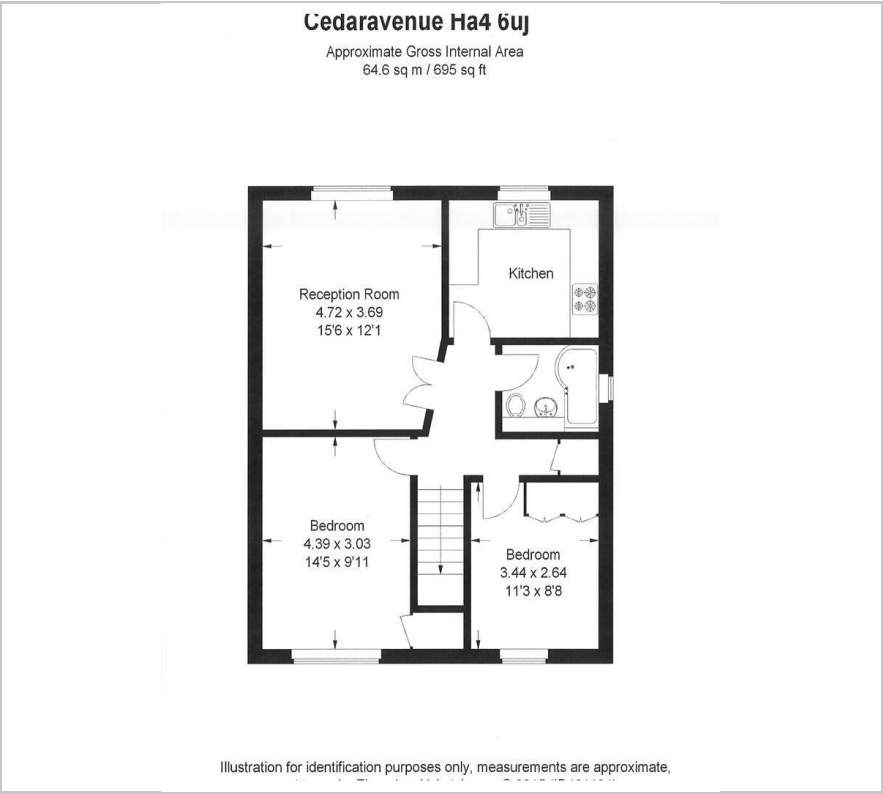 Cedaravenue Ha4 6uj
Approximate Gross Internal Area
64.6 sq m / 695 sq ft
Kitchen
Reception Room
4.72 x 3.69
15'6 x 12'1
Bedroom
4.39 x 3.03
14'5 x 9'11
Bedroom
3.44 x 2.64
11'3 x 8'8
Illustration for identification purposes only, measurements are approximate,